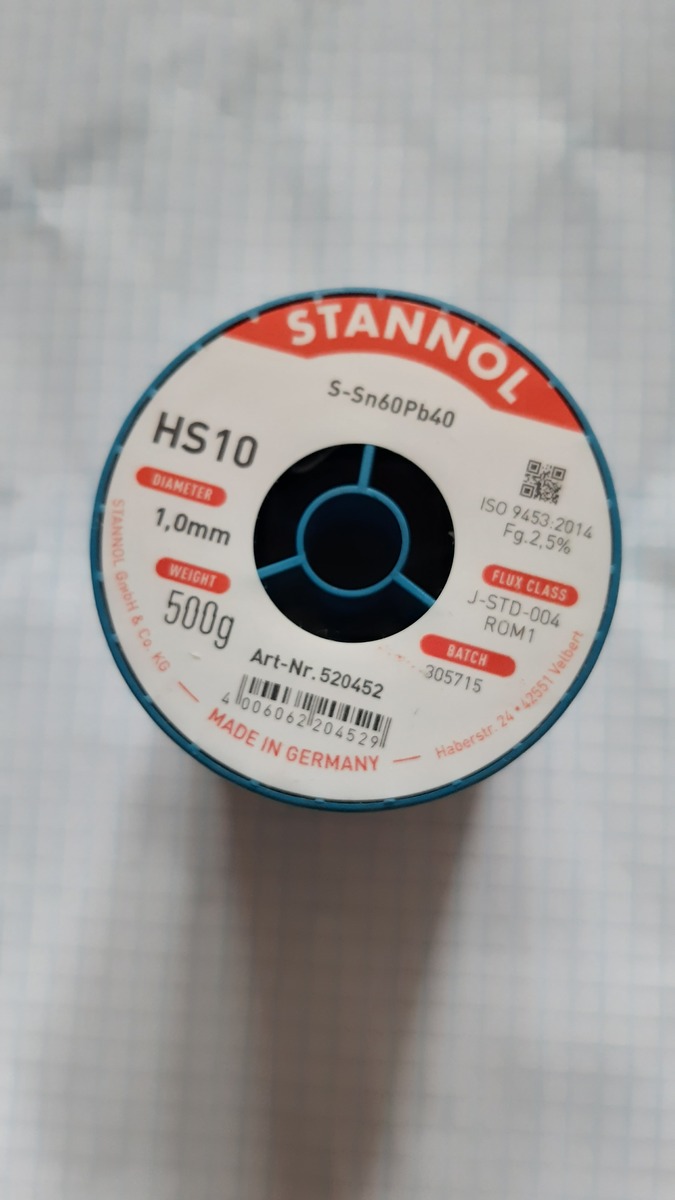 STANNOL
S-Sn60Pb40
HS10
DIAMETER
1,0mm
WEIGHT
500g
ISO 9453:2014
Fg.2,5%
FLUX CLASS
J-STD-004
ROM1
BATCH
305715
Art-Nr. 520452
4 006062 204529
STANNOL GmbH & Co. KG
MADE IN GERMANY
Haberstr. 24 • 42551 Velbert